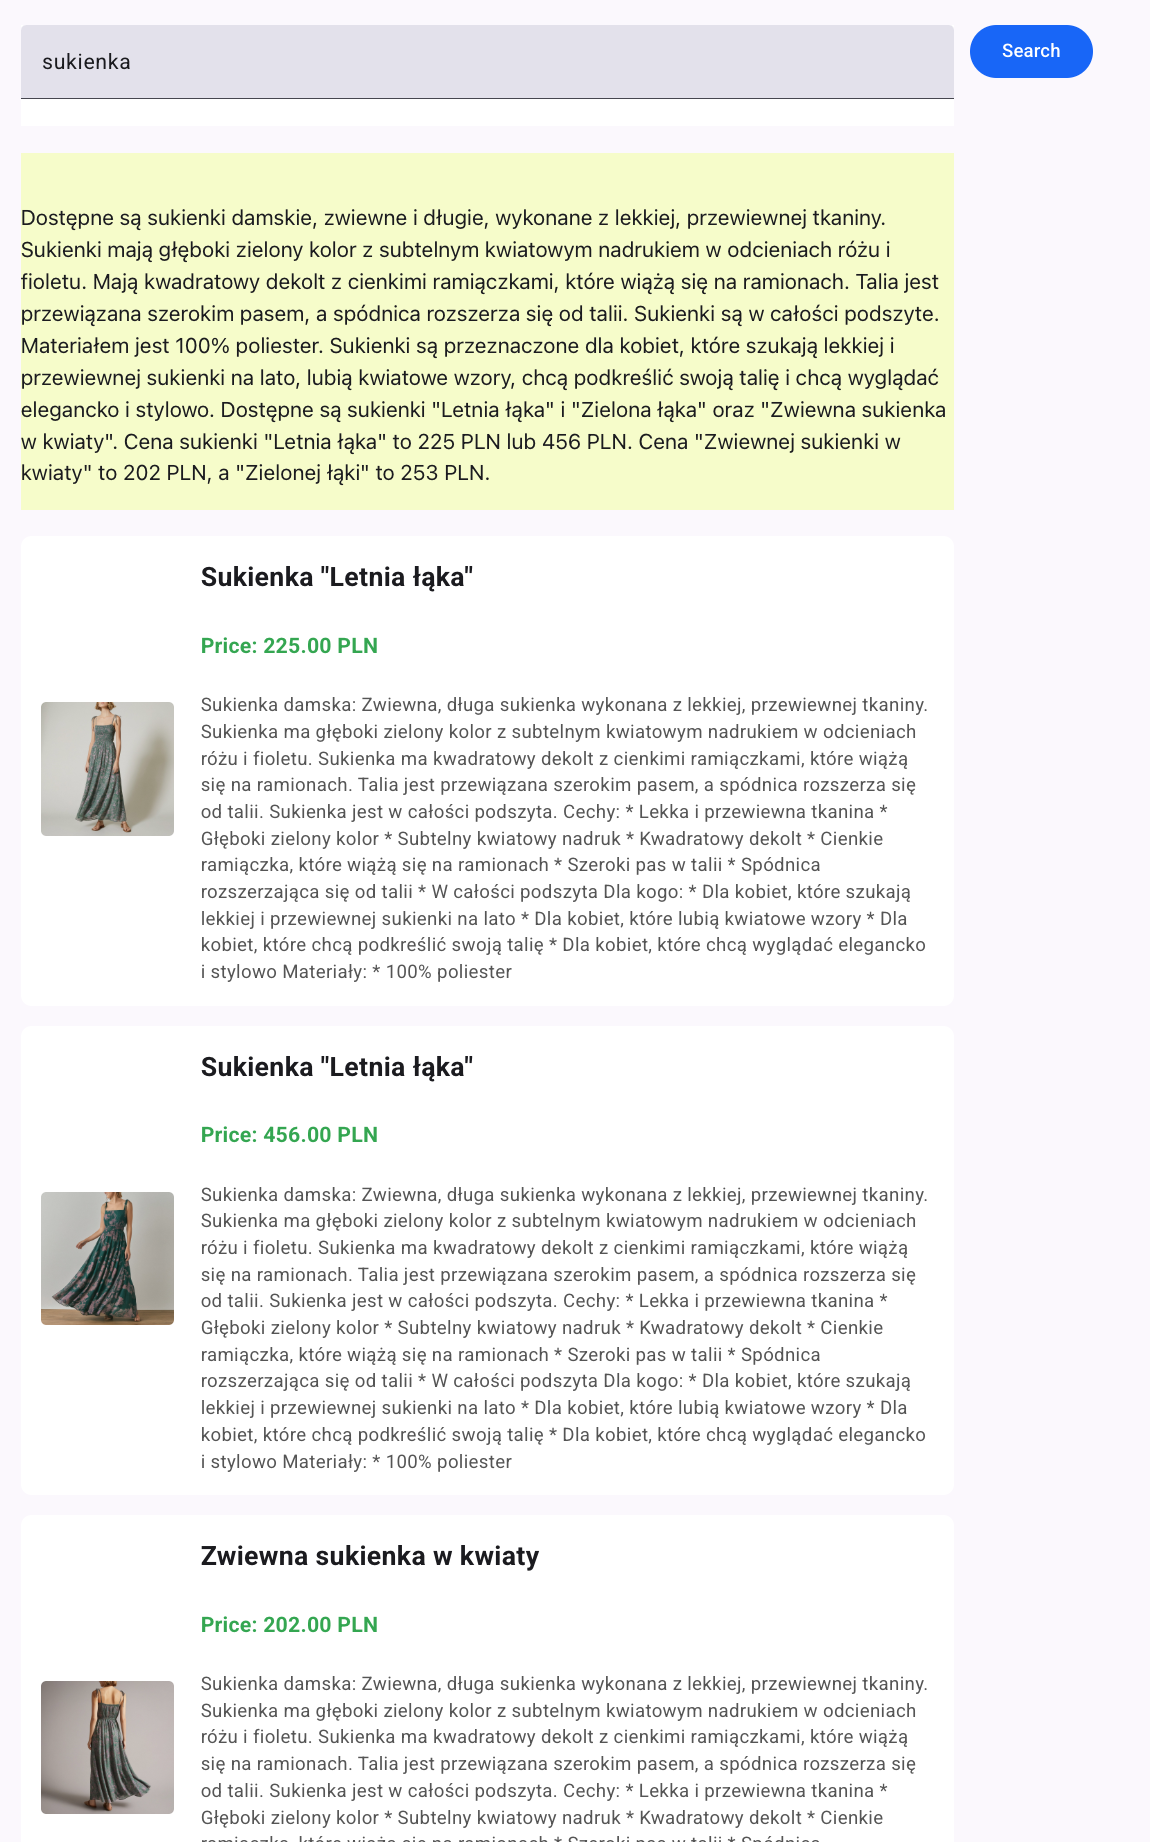 sukienka
Search
Dostępne są sukienki damskie, zwiewne i długie, wykonane z lekkiej, przewiewnej tkaniny.
Sukienki mają głęboki zielony kolor z subtelnym kwiatowym nadrukiem w odcieniach różu i
fioletu. Mają kwadratowy dekolt z cienkimi ramiączkami, które wiążą się na ramionach. Talia jest
przewiązana szerokim pasem, a spódnica rozszerza się od talii. Sukienki są w całości podszyte.
Materiałem jest 100% poliester. Sukienki są przeznaczone dla kobiet, które szukają lekkiej i
przewiewnej sukienki na lato, lubią kwiatowe wzory, chcą podkreślić swoją talię i chcą wyglądać
elegancko i stylowo. Dostępne są sukienki "Letnia łąka" i "Zielona łąka" oraz "Zwiewna sukienka
w kwiaty". Cena sukienki "Letnia łąka" to 225 PLN lub 456 PLN. Cena "Zwiewnej sukienki w
kwiaty" to 202 PLN, a "Zielonej łąki" to 253 PLN.
Sukienka "Letnia łąka"
Price: 225.00 PLN
Sukienka damska: Zwiewna, długa sukienka wykonana z lekkiej, przewiewnej tkaniny.
Sukienka ma głęboki zielony kolor z subtelnym kwiatowym nadrukiem w odcieniach
różu i fioletu. Sukienka ma kwadratowy dekolt z cienkimi ramiączkami, które wiążą
się na ramionach. Talia jest przewiązana szerokim pasem, a spódnica rozszerza się
od talii. Sukienka jest w całości podszyta. Cechy: * Lekka i przewiewna tkanina *
Głęboki zielony kolor * Subtelny kwiatowy nadruk * Kwadratowy dekolt * Cienkie
ramiączka, które wiążą się na ramionach * Szeroki pas w talii * Spódnica
rozszerzająca się od talii * W całości podszyta Dla kogo: * Dla kobiet, które szukają
lekkiej i przewiewnej sukienki na lato * Dla kobiet, które lubią kwiatowe wzory * Dla
kobiet, które chcą podkreślić swoją talię * Dla kobiet, które chcą wyglądać elegancko
i stylowo Materiały: * 100% poliester
Sukienka "Letnia łąka"
Price: 456.00 PLN
Sukienka damska: Zwiewna, długa sukienka wykonana z lekkiej, przewiewnej tkaniny.
Sukienka ma głęboki zielony kolor z subtelnym kwiatowym nadrukiem w odcieniach
różu i fioletu. Sukienka ma kwadratowy dekolt z cienkimi ramiączkami, które wiążą
się na ramionach. Talia jest przewiązana szerokim pasem, a spódnica rozszerza się
od talii. Sukienka jest w całości podszyta. Cechy: * Lekka i przewiewna tkanina *
Głęboki zielony kolor * Subtelny kwiatowy nadruk * Kwadratowy dekolt * Cienkie
ramiączka, które wiążą się na ramionach * Szeroki pas w talii * Spódnica
rozszerzająca się od talii * W całości podszyta Dla kogo: * Dla kobiet, które szukają
lekkiej i przewiewnej sukienki na lato * Dla kobiet, które lubią kwiatowe wzory * Dla
kobiet, które chcą podkreślić swoją talię * Dla kobiet, które chcą wyglądać elegancko
i stylowo Materiały: * 100% poliester
Zwiewna sukienka w kwiaty
Price: 202.00 PLN
Sukienka damska: Zwiewna, długa sukienka wykonana z lekkiej, przewiewnej tkaniny.
Sukienka ma głęboki zielony kolor z subtelnym kwiatowym nadrukiem w odcieniach
różu i fioletu. Sukienka ma kwadratowy dekolt z cienkimi ramiączkami, które wiążą
się na ramionach. Talia jest przewiązana szerokim pasem, a spódnica rozszerza się
od talii. Sukienka jest w całości podszyta. Cechy: * Lekka i przewiewna tkanina *
Głęboki zielony kolor * Subtelny kwiatowy nadruk * Kwadratowy dekolt * Cienkie